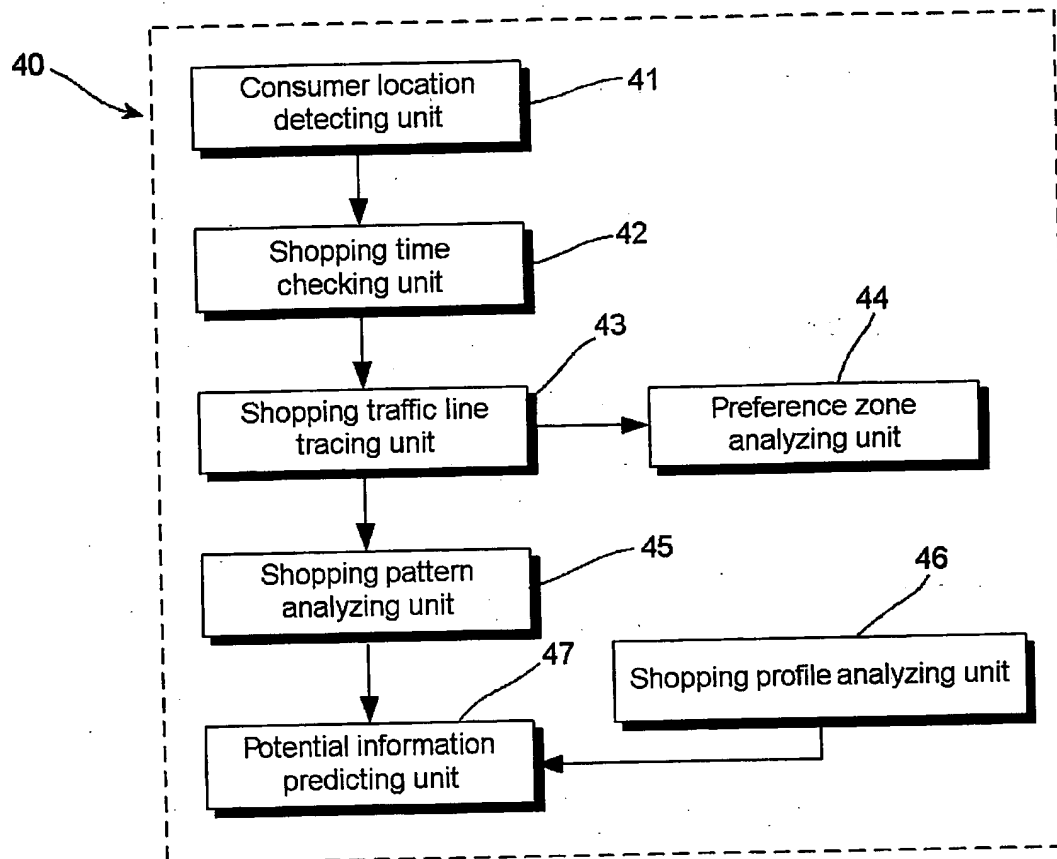 40
Consumer location
detecting unit
41
Shopping time
checking unit
42
43
44
Shopping traffic line
tracing unit
Preference zone
analyzing unit
Shopping pattern
analyzing unit
45
46
47
Shopping profile analyzing unit
Potential information
predicting unit